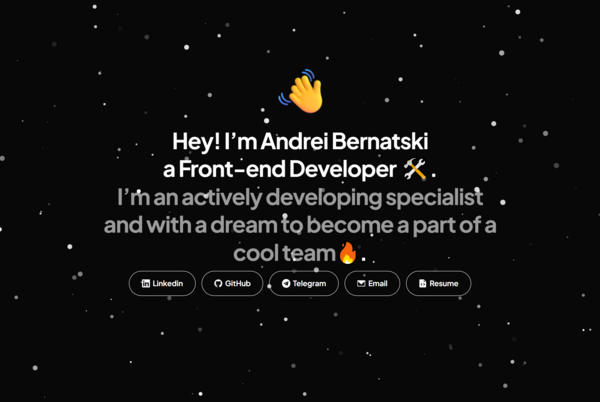 Hey! I’m Andrei Bernatski
a Front-end Developer 🛠️ .
I’m an actively developing specialist
and with a dream to become a part of a
cool team🔥.
Linkedin GitHub Telegram Email Resume